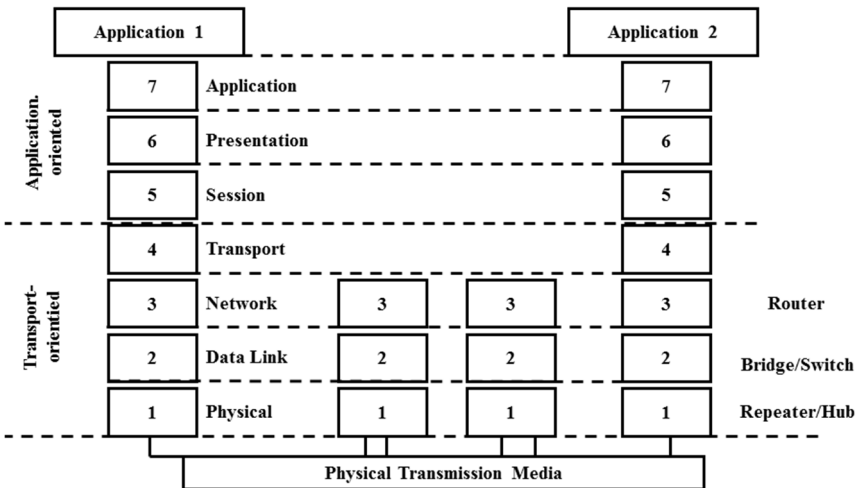 Application 1
Application 2
7
Application
7
Application.
oriented
6
Presentation
6
5
Session
5
4
Transport
4
Transport-
orientied
3
Network
3
3
3
Router
2
Data Link
2
2
2
Bridge/Switch
1
Physical
1
1
1
Repeater/Hub
Physical Transmission Media